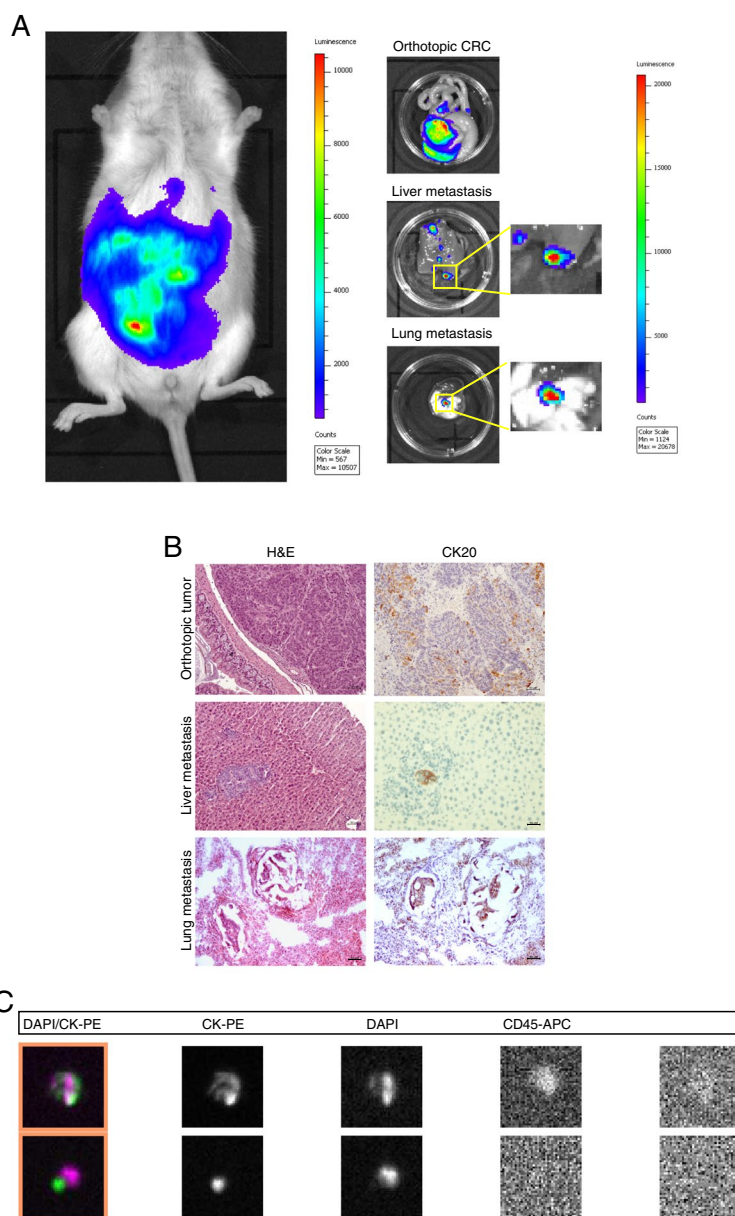 A
Luminescence
10000
8000
6000
4000
2000
Counts
Color Scale
Min = 567
Max = 10507
Orthotopic CRC
Liver metastasis
Lung metastasis
Luminescence
20000
15000
10000
5000
Counts
Color Scale
Min = 1124
Max = 20678
B
H&E
CK20
Orthotopic tumor
Liver metastasis
Lung metastasis
C
DAPI/CK-PE
CK-PE
DAPI
CD45-APC